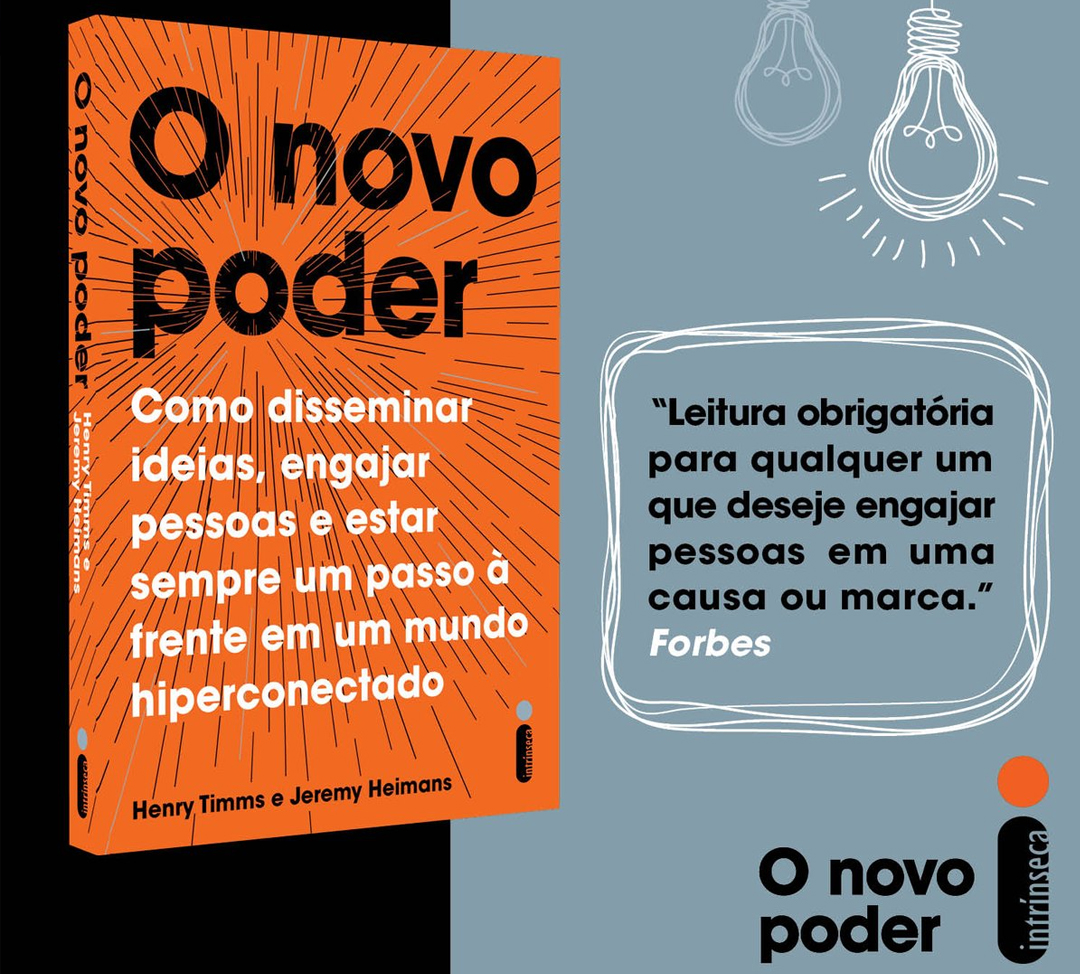 O novo poder
Henry Timms e
Jeremy Heimans
intrínseca
O novo
poder
Como disseminar
ideias, engajar
pessoas e estar
sempre um passo à
frente em um mundo
hiperconectado
intrínseca
Henry Timms e Jeremy Heimans
“Leitura obrigatória
para qualquer um
que deseje engajar
pessoas em uma
causa ou marca.”
Forbes
O novo
poder
intrínseca